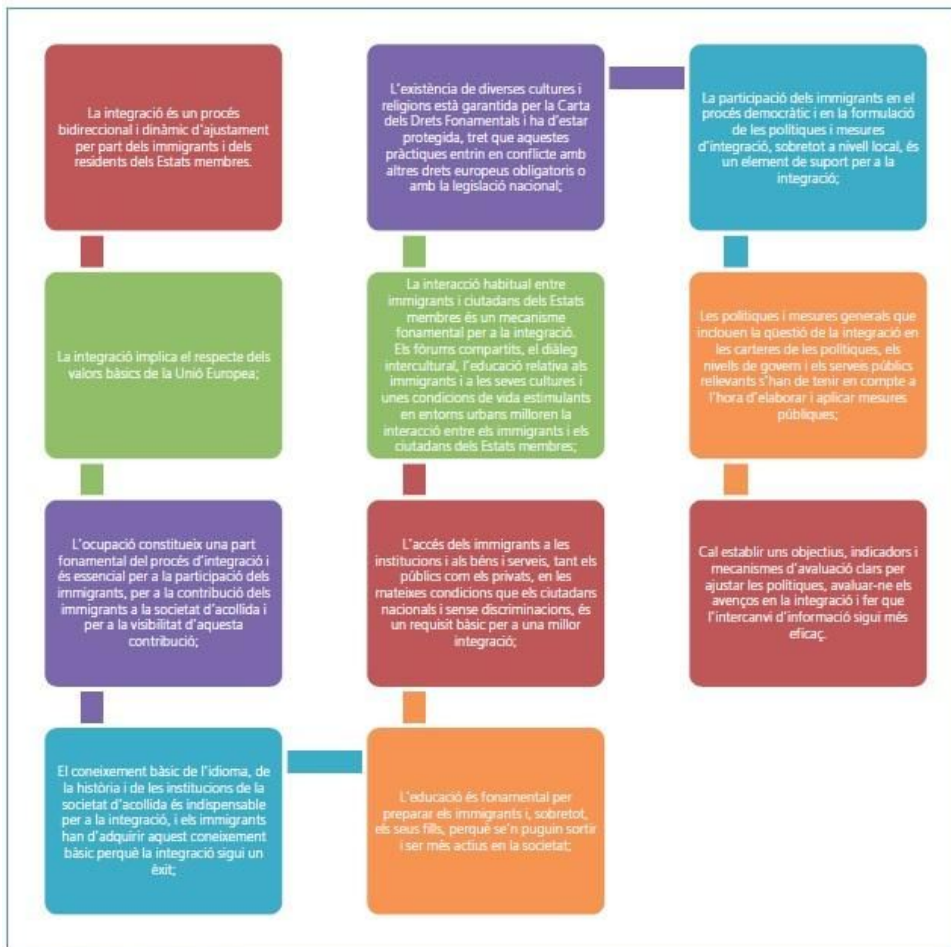 La integració és un procés
bidireccional i dinàmic d'ajustament
per part dels immigrants i dels
residents dels Estats membres.
La integració implica el respecte dels
valors bàsics de la Unió Europea;
L'ocupació constitueix una part
fonamental del procés d'integració i
és essencial per a la participació dels
immigrants, per a la contribució dels
immigrants a la societat d'acollida i
per a la visibilitat d'aquesta
contribució;
El coneixement bàsic de l'idioma, de
la història i de les institucions de la
societat d'acollida és indispensable
per a la integració, i els immigrants
han d'adquirir aquest coneixement
bàsic perquè la integració sigui un
èxit;
L'educació és fonamental per
preparar els immigrants i, sobretot,
els seus fills, perquè se'n puguin sortir
i ser més actius en la societat;
L'accés dels immigrants a les
institucions i als béns i serveis, tant els
públics com els privats, en les
mateixes condicions que els ciutadans
nacionals i sense discriminacions, és
un requisit bàsic per a una millor
integració;
La interacció habitual entre
immigrants i ciutadans dels Estats
membres és un mecanisme
fonamental per a la integració.
Els fòrums compartits, el diàleg
intercultural, l'educació relativa als
immigrants i a les seves cultures i
unes condicions de vida estimulants
en entorns urbans milloren la
interacció entre els immigrants i els
ciutadans dels Estats membres;
L'existència de diverses cultures i
religions està garantida per la Carta
dels Drets Fonamentals i ha d'estar
protegida, tret que aquestes
pràctiques entrin en conflicte amb
altres drets europeus obligatoris o
amb la legislació nacional;
La participació dels immigrants en el
procés democràtic i en la formulació
de les polítiques i mesures
d'integració, sobretot a nivell local, és
un element de suport per a la
integració;
Les polítiques i mesures generals que
inclouen la qüestió de la integració en
les carteres de les polítiques, els
nivells de govern i els serveis públics
rellevants s'han de tenir en compte a
l'hora d'elaborar i aplicar mesures
públiques;
Cal establir uns objectius, indicadors i
mecanismes d'avaluació clars per
ajustar les polítiques, avaluar-ne els
avenços en la integració i fer que
l'intercanvi d'informació sigui més
eficaç.